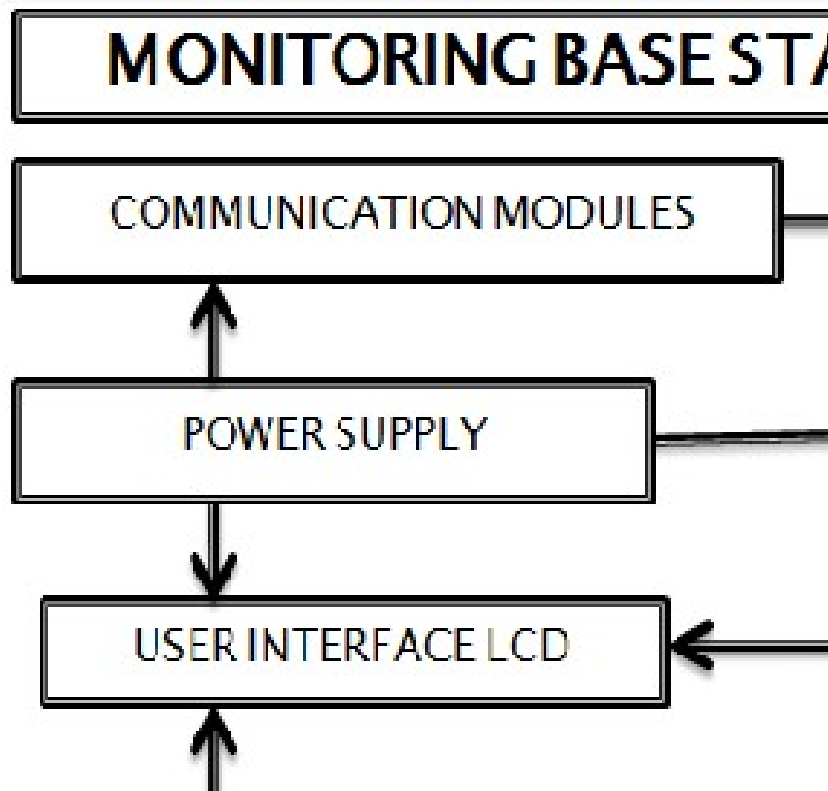 MONITORING BASE STA
COMMUNICATION MODULES
POWER SUPPLY
USER INTERFACE LCD